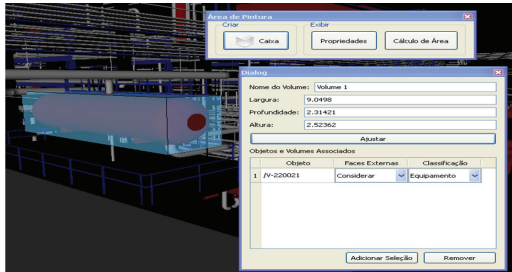 Área de Pintura
Criar
Exibir
Caixa
Propriedades
Cálculo de Área
Dialog
Nome do Volume: Volume 1
Largura: 9.0498
Profundidade: 2.31421
Altura: 2.52362
Ajustar
Objetos e Volumes Associados
Objeto Faces Externas Classificação
1 /V-220021 Considerar Equipamento
Adicionar Seleção Remover